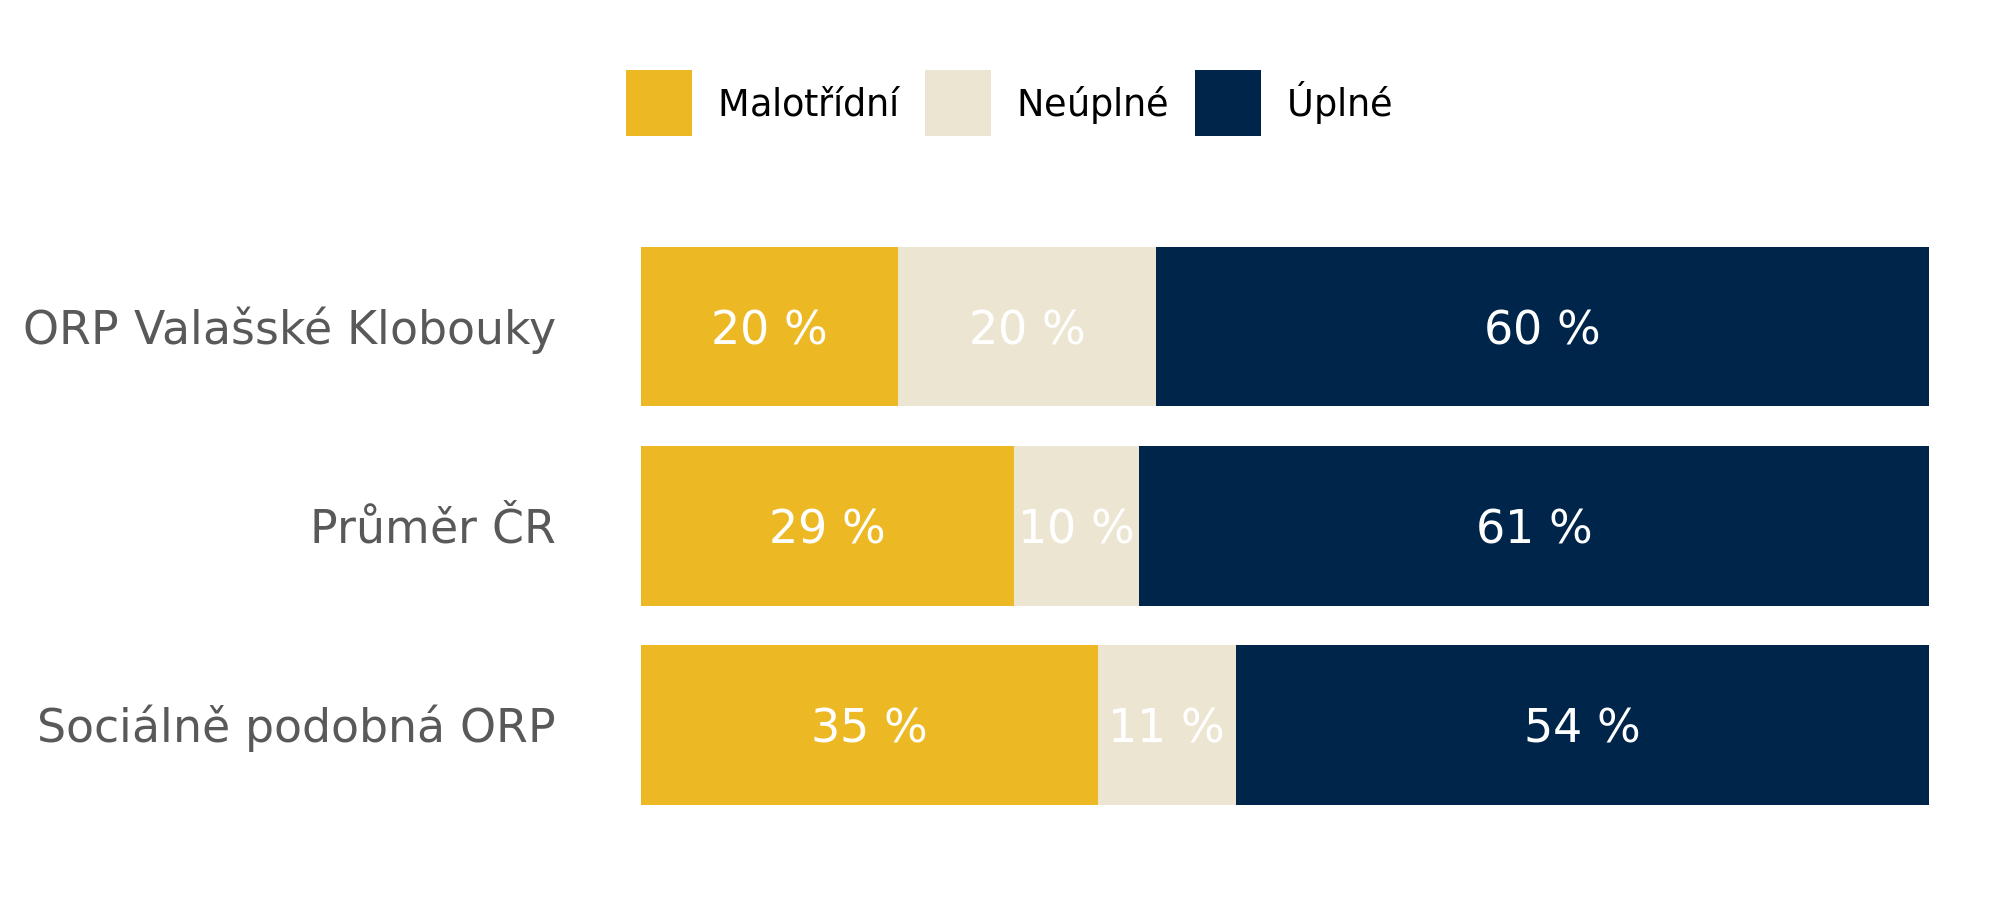 Malotřídní Neúplné Úplné
ORP Valašské Klobouky 20 % 20 % 60 %
Průměr ČR 29 % 10 % 61 %
Sociálně podobná ORP 35 % 11 % 54 %